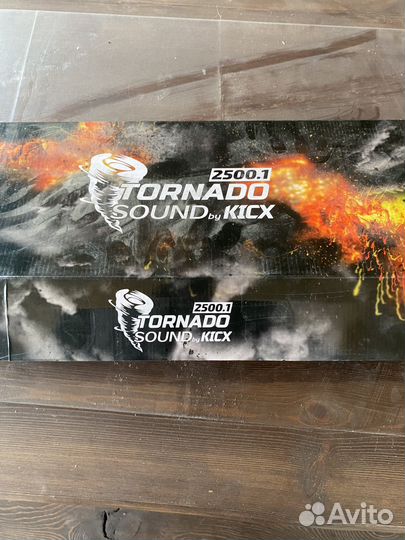 2500.1
TORNADO
SOUND by KICX
2500.1
TORNADO
SOUND by KICX
Avito